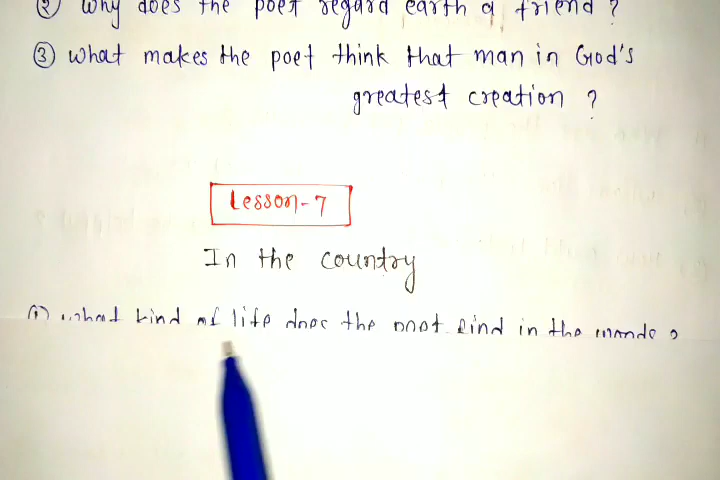 ② Why does the poet regard earth a friend ?
③ what makes the poet think that man in God's
greatest creation ?
Lesson-7
In the country
① what kind of life does the poet find in the woods ?